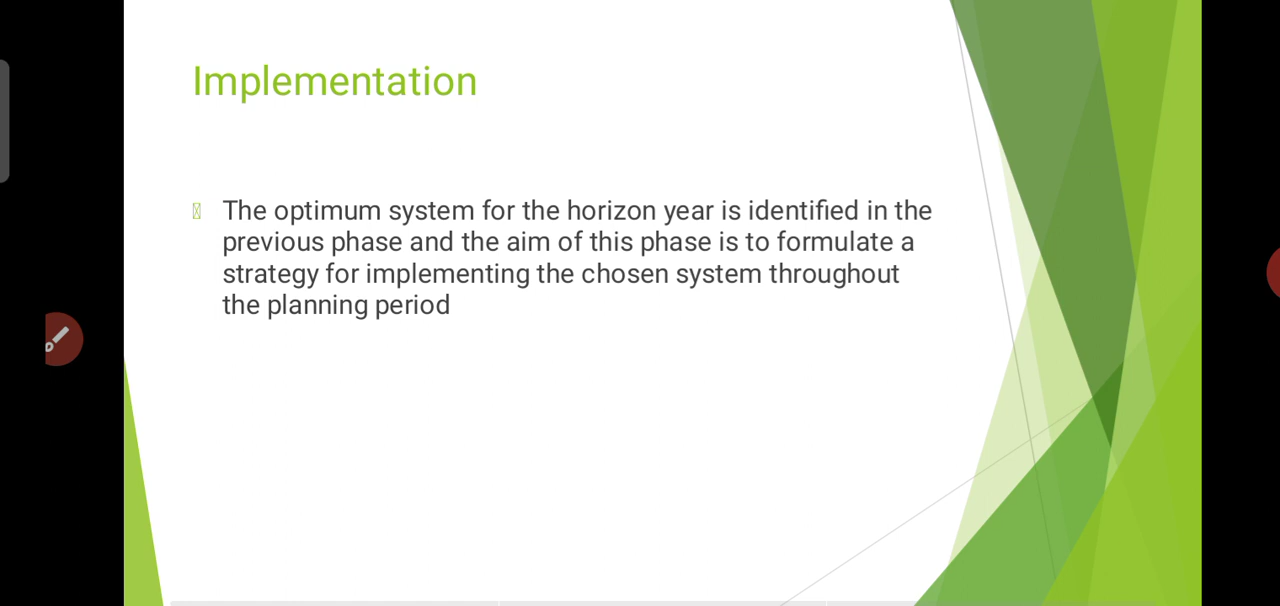 Implementation
The optimum system for the horizon year is identified in the
previous phase and the aim of this phase is to formulate a
strategy for implementing the chosen system throughout
the planning period